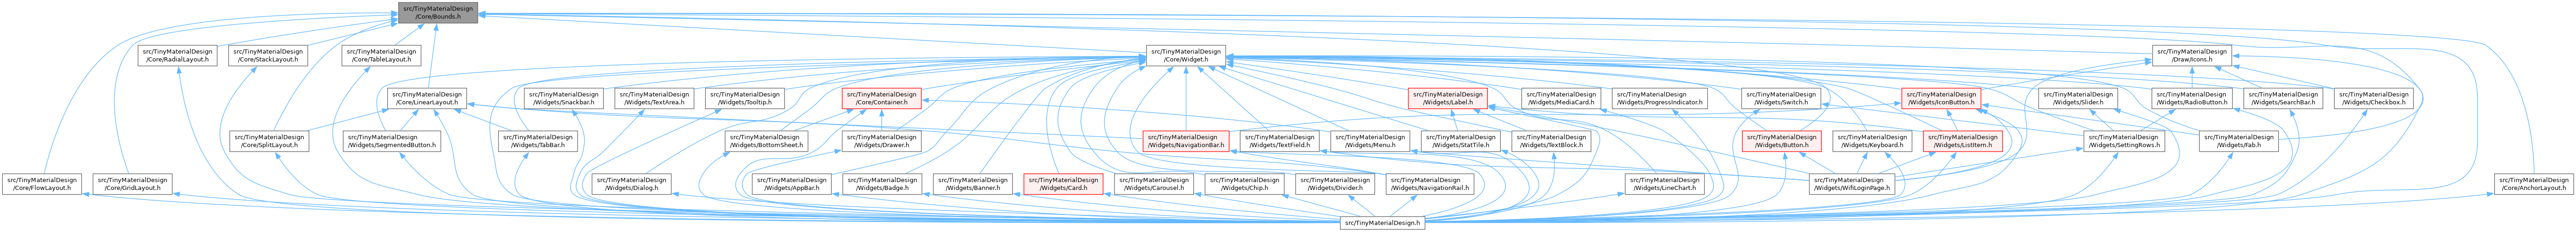 src/TinyMaterialDesign
/Core/Bounds.h
src/TinyMaterialDesign
/Core/RadialLayout.h
src/TinyMaterialDesign
/Core/StackLayout.h
src/TinyMaterialDesign
/Core/TableLayout.h
src/TinyMaterialDesign
/Core/Widget.h
src/TinyMaterialDesign
/Draw/Icons.h
src/TinyMaterialDesign
/Core/LinearLayout.h
src/TinyMaterialDesign
/Widgets/Snackbar.h
src/TinyMaterialDesign
/Widgets/TextArea.h
src/TinyMaterialDesign
/Widgets/Tooltip.h
src/TinyMaterialDesign
/Core/Container.h
src/TinyMaterialDesign
/Widgets/Label.h
src/TinyMaterialDesign
/Widgets/MediaCard.h
src/TinyMaterialDesign
/Widgets/ProgressIndicator.h
src/TinyMaterialDesign
/Widgets/Switch.h
src/TinyMaterialDesign
/Widgets/IconButton.h
src/TinyMaterialDesign
/Widgets/Slider.h
src/TinyMaterialDesign
/Widgets/RadioButton.h
src/TinyMaterialDesign
/Widgets/SearchBar.h
src/TinyMaterialDesign
/Widgets/Checkbox.h
src/TinyMaterialDesign
/Core/SplitLayout.h
src/TinyMaterialDesign
/Widgets/SegmentedButton.h
src/TinyMaterialDesign
/Widgets/TabBar.h
src/TinyMaterialDesign
/Widgets/BottomSheet.h
src/TinyMaterialDesign
/Widgets/Drawer.h
src/TinyMaterialDesign
/Widgets/NavigationBar.h
src/TinyMaterialDesign
/Widgets/TextField.h
src/TinyMaterialDesign
/Widgets/Menu.h
src/TinyMaterialDesign
/Widgets/StatTile.h
src/TinyMaterialDesign
/Widgets/TextBlock.h
src/TinyMaterialDesign
/Widgets/Button.h
src/TinyMaterialDesign
/Widgets/Keyboard.h
src/TinyMaterialDesign
/Widgets/ListItem.h
src/TinyMaterialDesign
/Widgets/SettingRows.h
src/TinyMaterialDesign
/Widgets/Fab.h
src/TinyMaterialDesign
/Core/FlowLayout.h
src/TinyMaterialDesign
/Core/GridLayout.h
src/TinyMaterialDesign
/Widgets/Dialog.h
src/TinyMaterialDesign
/Widgets/AppBar.h
src/TinyMaterialDesign
/Widgets/Badge.h
src/TinyMaterialDesign
/Widgets/Banner.h
src/TinyMaterialDesign
/Widgets/Card.h
src/TinyMaterialDesign
/Widgets/Carousel.h
src/TinyMaterialDesign
/Widgets/Chip.h
src/TinyMaterialDesign
/Widgets/Divider.h
src/TinyMaterialDesign
/Widgets/NavigationRail.h
src/TinyMaterialDesign
/Widgets/LineChart.h
src/TinyMaterialDesign
/Widgets/WifiLoginPage.h
src/TinyMaterialDesign
/Core/AnchorLayout.h
src/TinyMaterialDesign.h